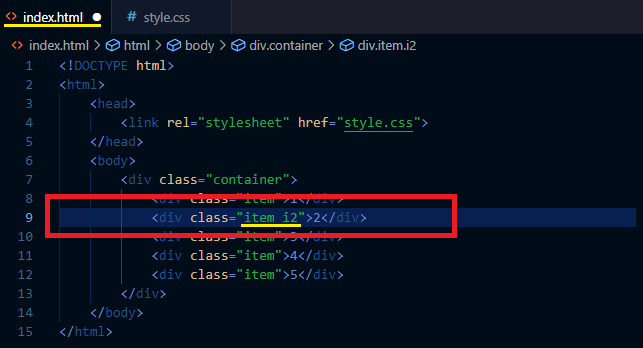 <> index.html ● # style.css
<> index.html > html > body > div.container > div.item.i2
1 <!DOCTYPE html>
2 <html>
3 <head>
4 <link rel="stylesheet" href="style.css">
5 </head>
6 <body>
7 <div class="container">
8 <div class="item">1</div>
9 <div class="item i2">2</div>
10 <div class="item">3</div>
11 <div class="item">4</div>
12 <div class="item">5</div>
13 </div>
14 </body>
15 </html>